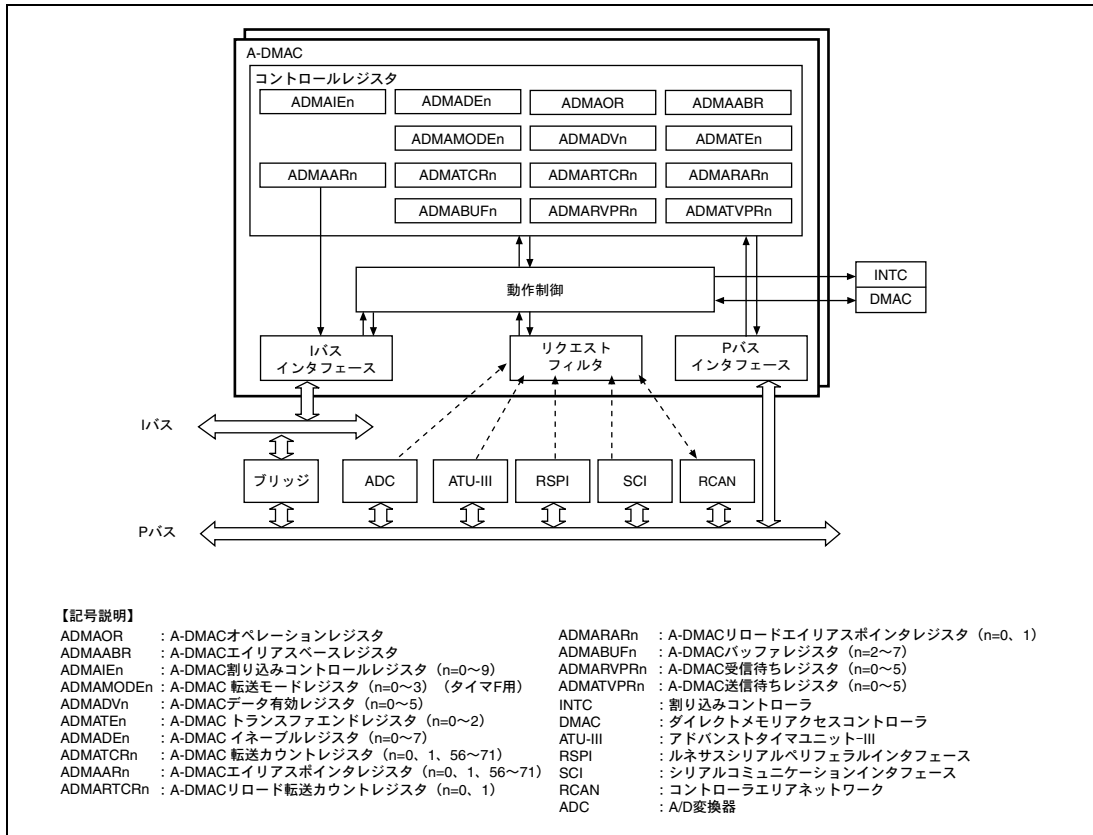 A-DMAC
コントロールレジスタ
ADMAIEn
ADMADEn
ADMAOR
ADMAABR
ADMAMODEn
ADMADVn
ADMATEn
ADMAARn
ADMATCRn
ADMARTCRn
ADMARARn
ADMABUFn
ADMARVPRn
ADMATVPRn
動作制御
INTC
DMAC
Iバス
インタフェース
リクエスト
フィルタ
Pバス
インタフェース
Iバス
ブリッジ
ADC
ATU-III
RSPI
SCI
RCAN
Pバス
【記号説明】
ADMAOR : A-DMACオペレーションレジスタ
ADMAABR : A-DMACエイリアスベースレジスタ
ADMAIEn : A-DMAC割り込みコントロールレジスタ（n=0～9）
ADMAMODEn : A-DMAC 転送モードレジスタ（n=0～3）（タイマF用）
ADMADVn : A-DMACデータ有効レジスタ（n=0～5）
ADMATEn : A-DMAC トランスファエンドレジスタ（n=0～2）
ADMADEn : A-DMAC イネーブルレジスタ（n=0～7）
ADMATCRn : A-DMAC 転送カウントレジスタ（n=0、1、56～71）
ADMAARn : A-DMACエイリアスポインタレジスタ（n=0、1、56～71）
ADMARTCRn : A-DMACリロード転送カウントレジスタ（n=0、1）
ADMARARn : A-DMACリロードエイリアスポインタレジスタ（n=0、1）
ADMABUFn : A-DMACバッファレジスタ（n=2～7）
ADMARVPRn : A-DMAC受信待ちレジスタ（n=0～5）
ADMATVPRn : A-DMAC送信待ちレジスタ（n=0～5）
INTC : 割り込みコントローラ
DMAC : ダイレクトメモリアクセスコントローラ
ATU-III : アドバンストタイマユニット-III
RSPI : ルネサスシリアルペリフェラルインタフェース
SCI : シリアルコミュニケーションインタフェース
RCAN : コントローラエリアネットワーク
ADC : A/D変換器